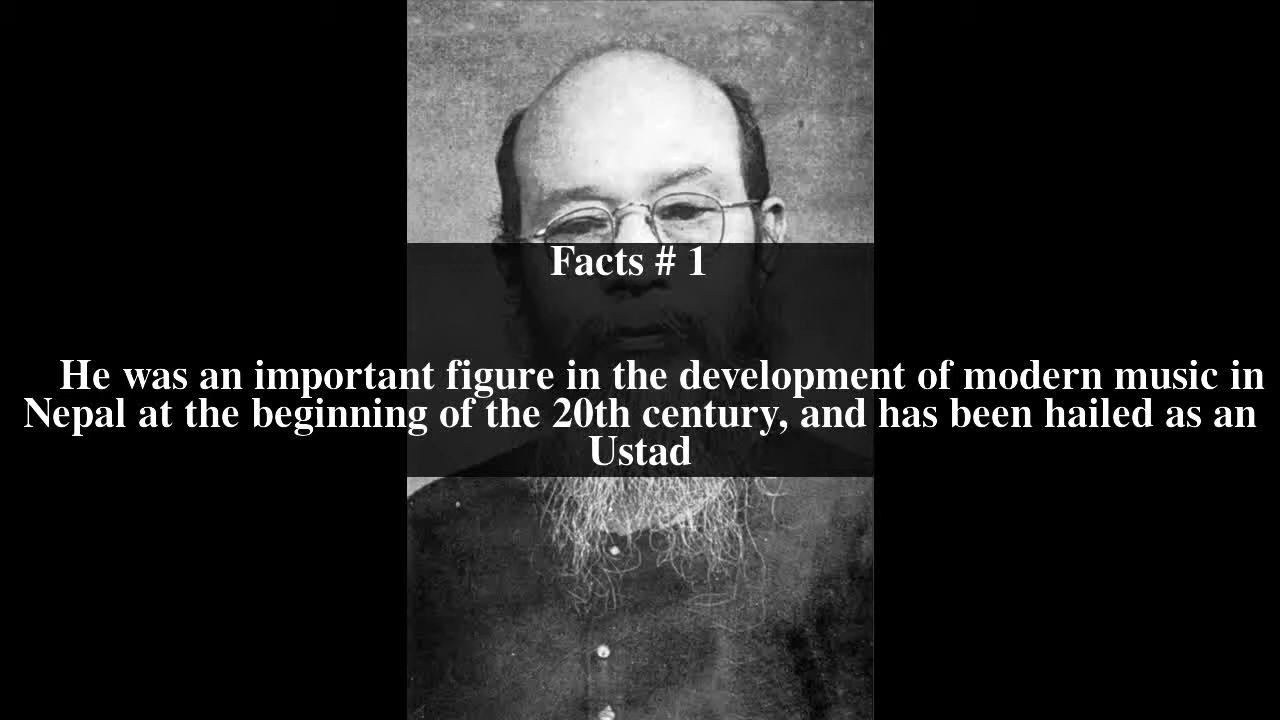 Facts # 1
He was an important figure in the development of modern music in
Nepal at the beginning of the 20th century, and has been hailed as an
Ustad